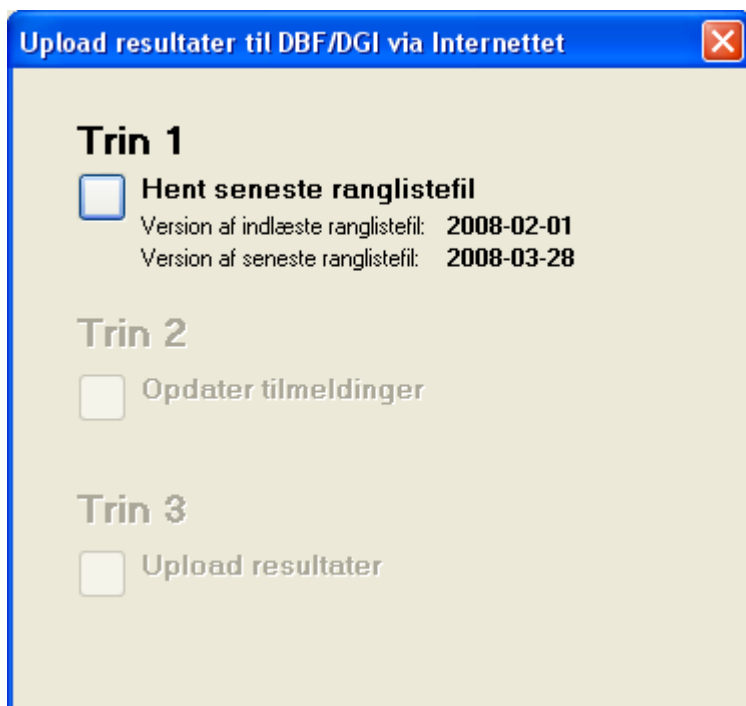 Upload resultater til DBF/DGI via Internettet
Trin 1
Hent seneste ranglistefil
Version af indlæste ranglistefil: 2008-02-01
Version af seneste ranglistefil: 2008-03-28
Trin 2
Opdater tilmeldinger
Trin 3
Upload resultater